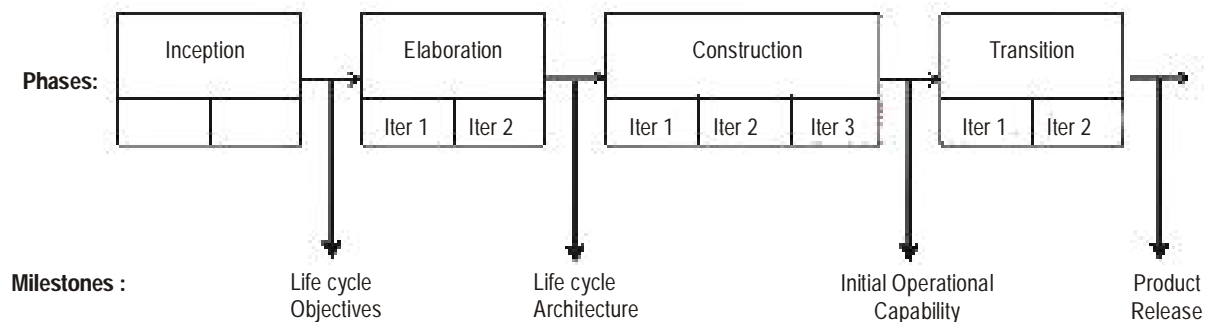 Inception Elaboration Construction Transition
Phases:
Iter 1 Iter 2 Iter 1 Iter 2 Iter 3 Iter 1 Iter 2
Milestones :
Life cycle
Objectives
Life cycle
Architecture
Initial Operational
Capability
Product
Release